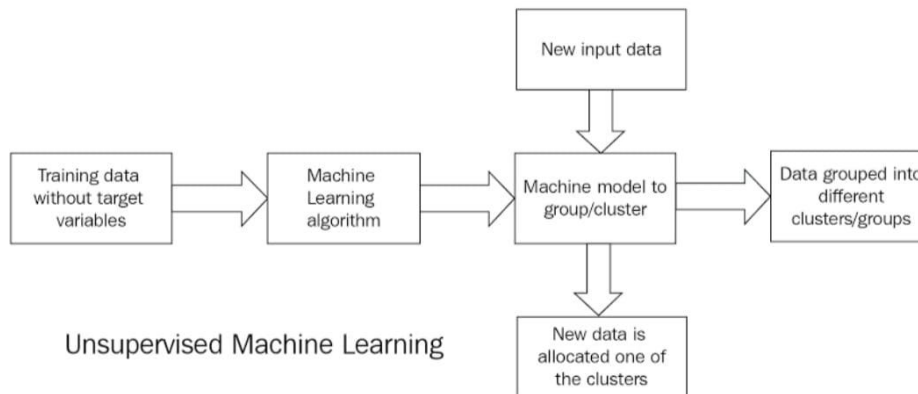 New input data
Training data
without target
variables
Machine
Learning
algorithm
Machine model to
group/cluster
Data grouped into
different
clusters/groups
Unsupervised Machine Learning
New data is
allocated one of
the clusters